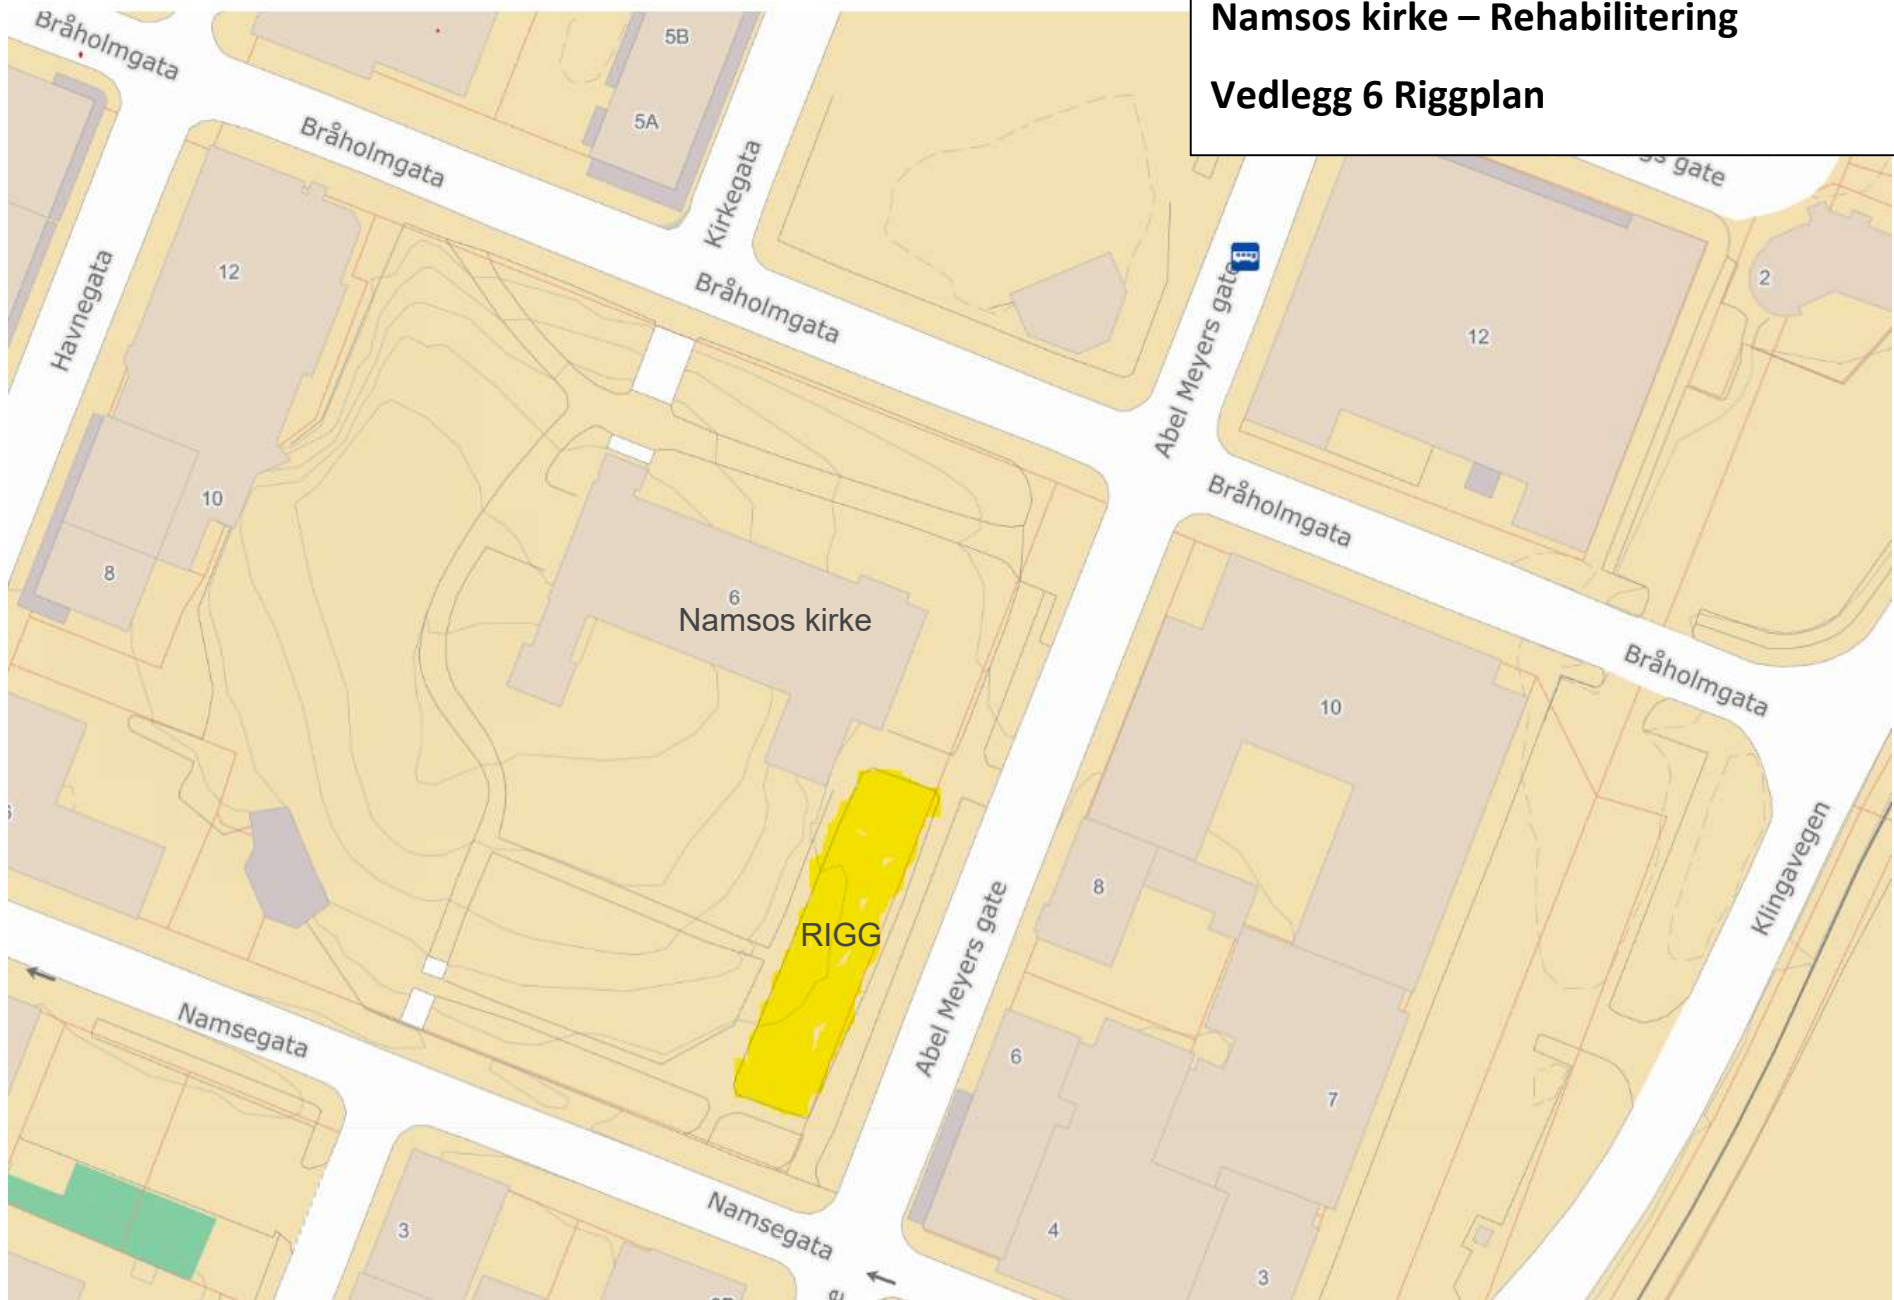 Namsos kirke – Rehabilitering
Vedlegg 6 Riggplan
Bråholmgata
5B
5A
Bråholmgata
Kirkegata
gate
12
Havnegata
Bråholmgata
Abel Meyers gate
12
2
10
Bråholmgata
8
6
Namsos kirke
Bråholmgata
10
Klingavegen
8
RIGG
Abel Meyers gate
Namsegata
6
7
3
Namsegata
4
3